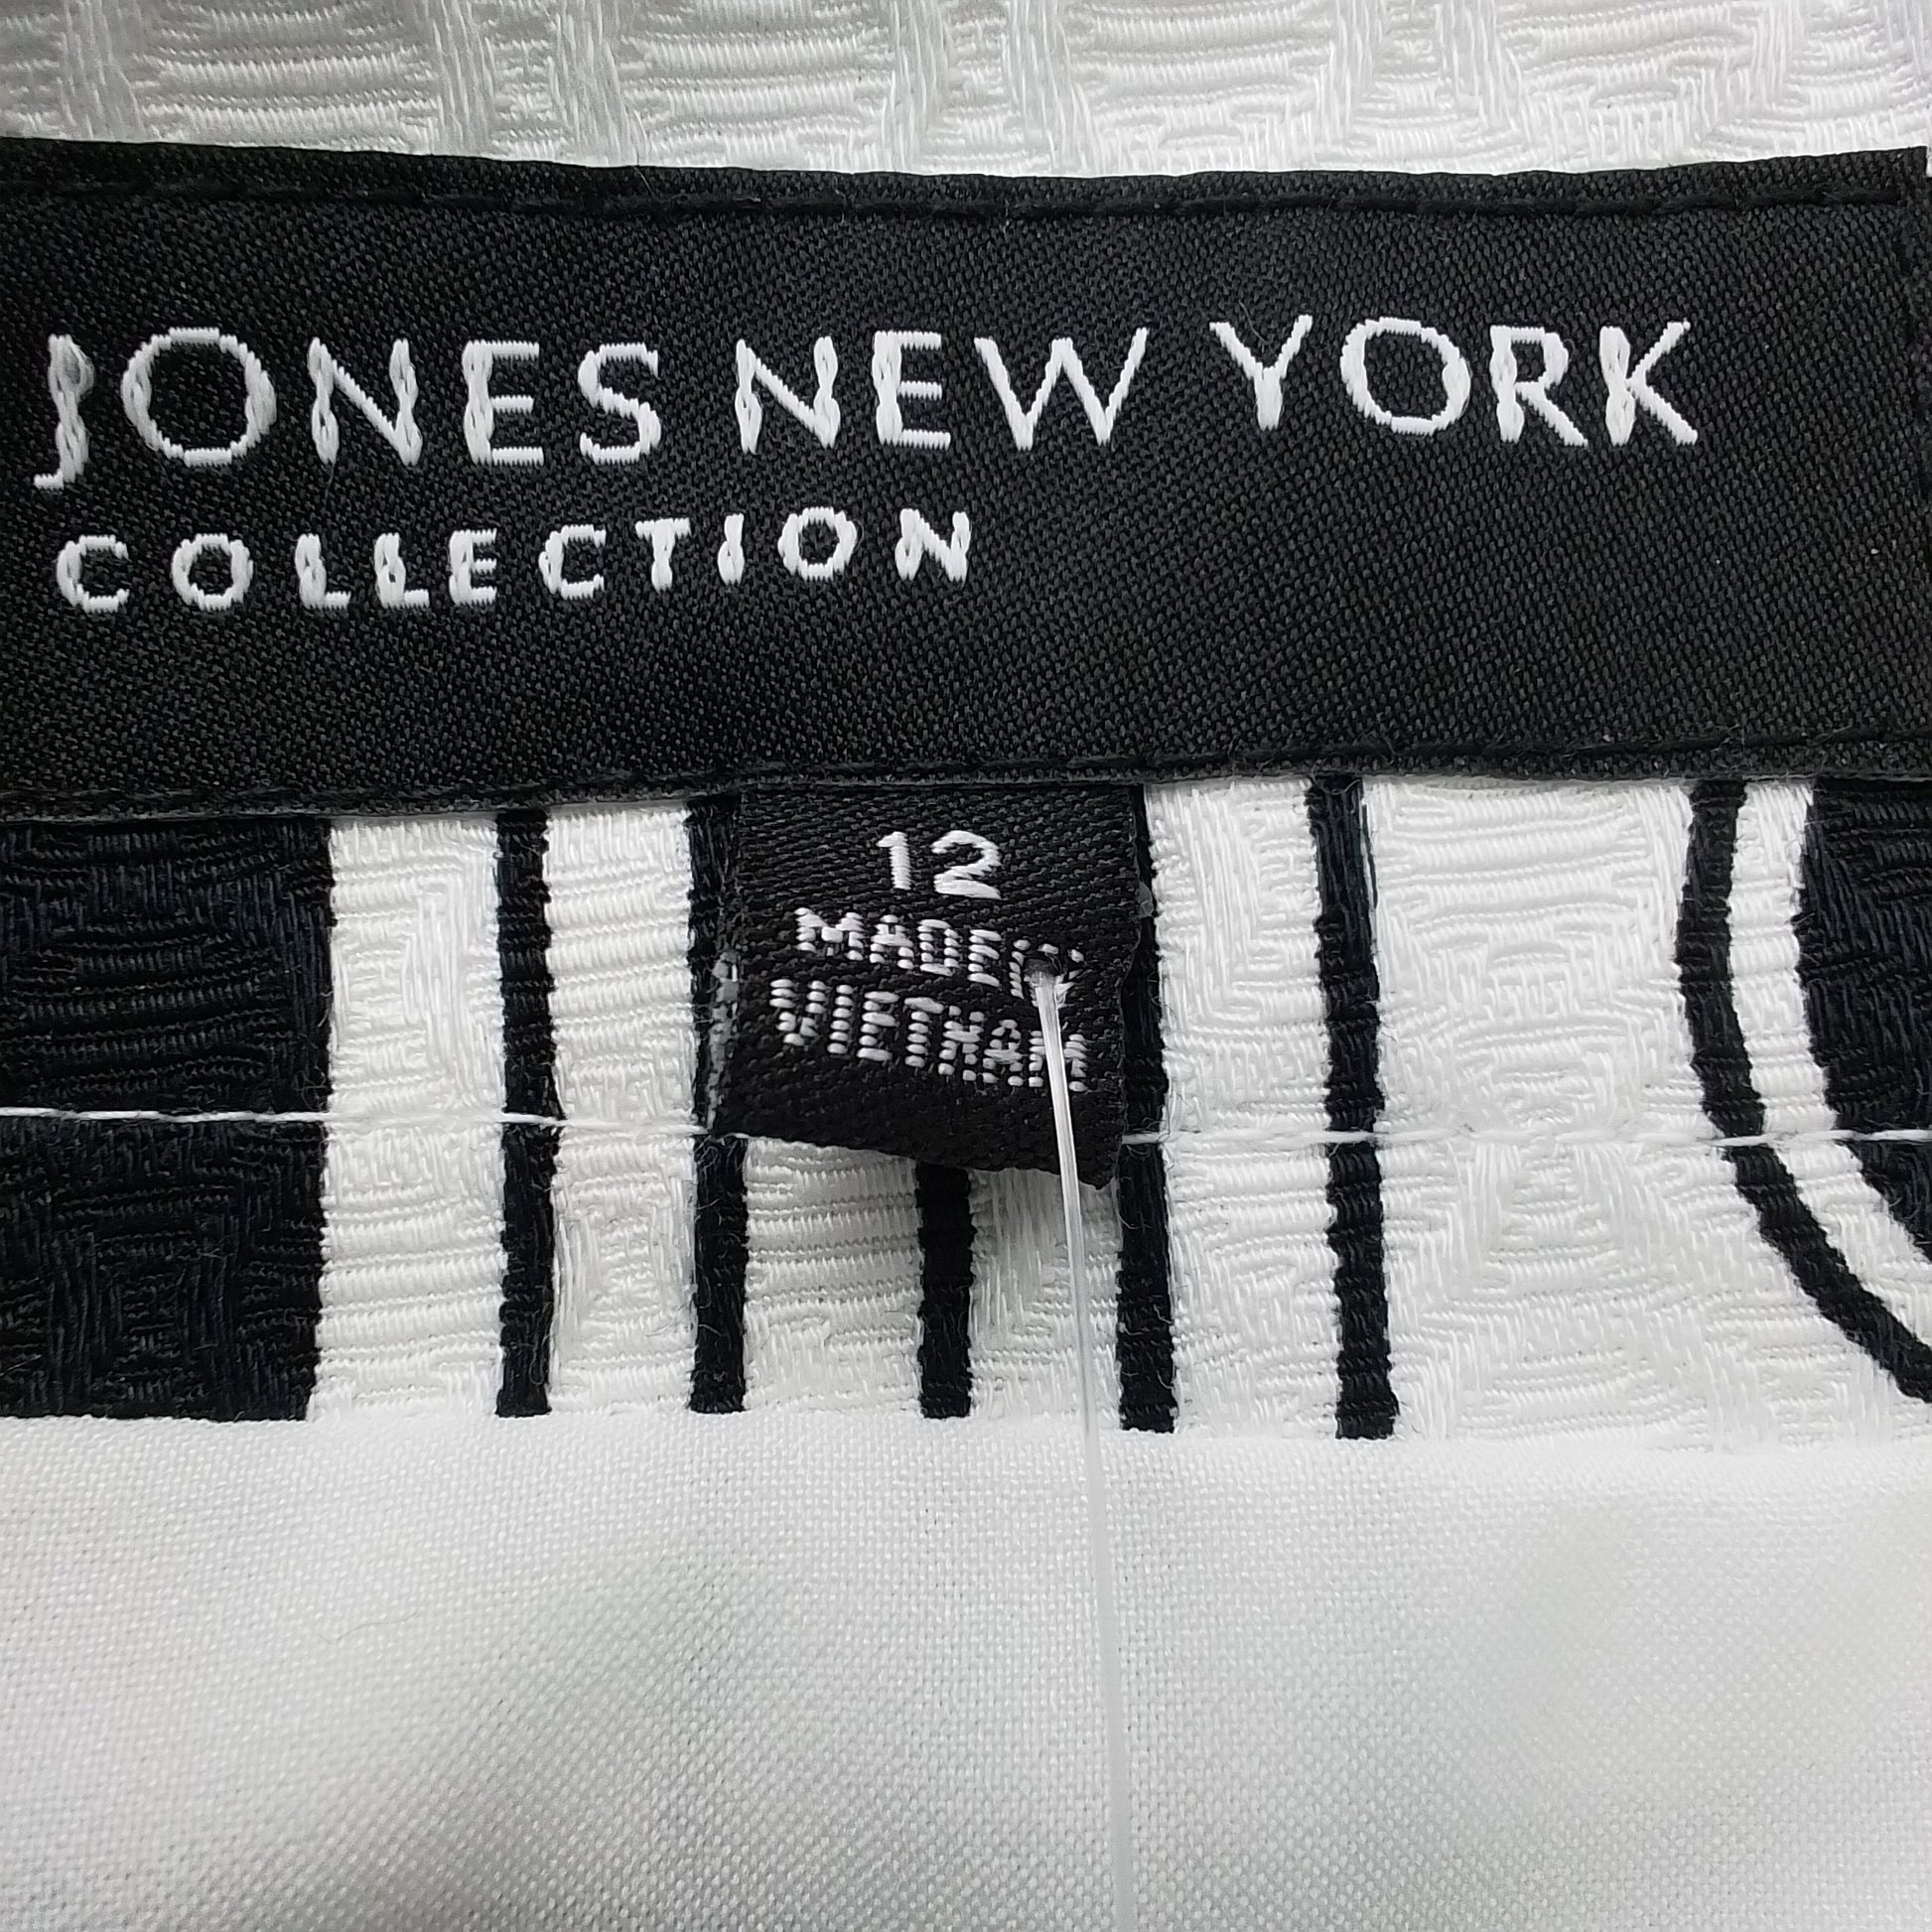 JONES NEW YORK
COLLECTION
12
MADE IN
VIETNAM